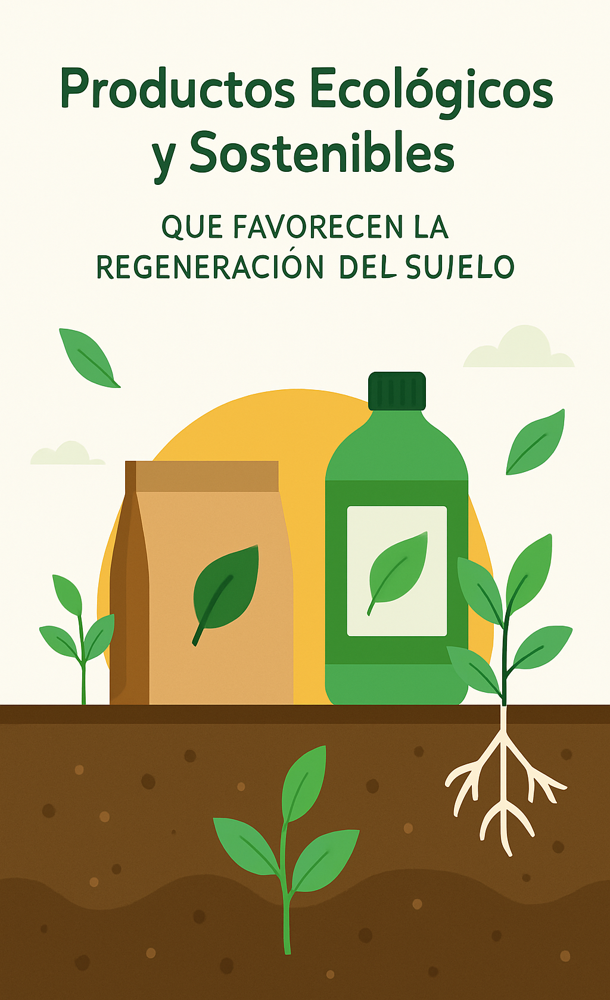 Productos Ecológicos
y Sostenibles
QUE FAVORECEN LA
REGENERACIÓN DEL SUJELO